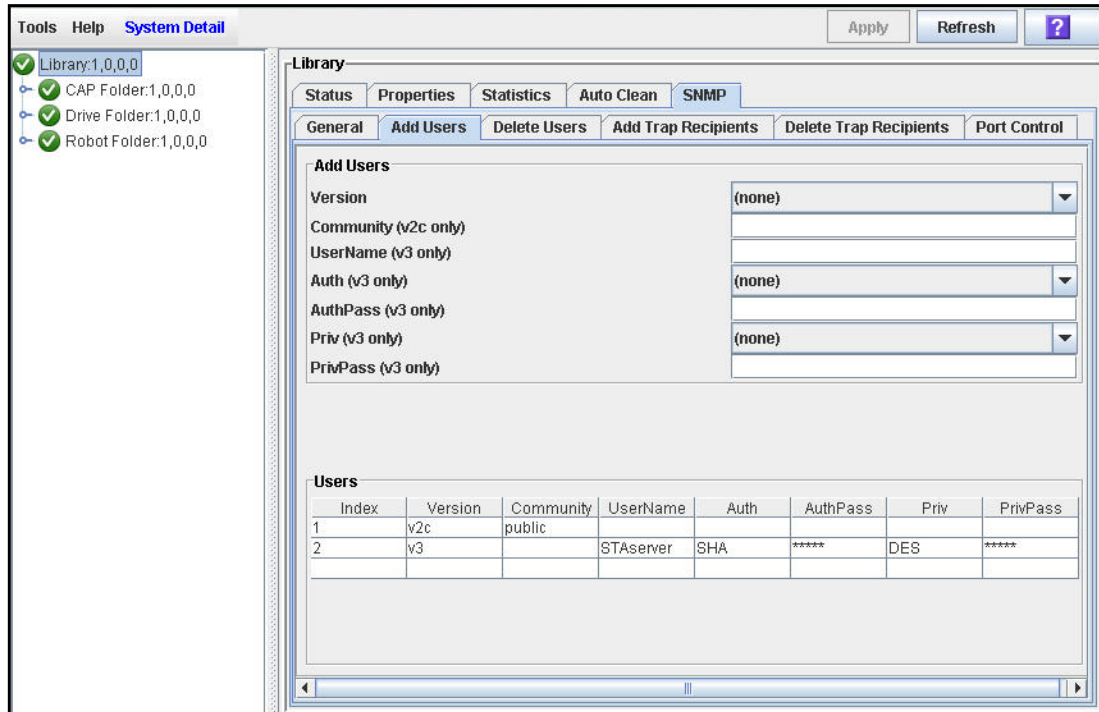 Tools Help System Detail Apply Refresh ?
Library:1,0,0,0
CAP Folder:1,0,0,0
Drive Folder:1,0,0,0
Robot Folder:1,0,0,0
Library
Status Properties Statistics Auto Clean SNMP
General Add Users Delete Users Add Trap Recipients Delete Trap Recipients Port Control
Add Users
Version (none)
Community (v2c only)
UserName (v3 only)
Auth (v3 only) (none)
AuthPass (v3 only)
Priv (v3 only) (none)
PrivPass (v3 only)
Users
Index Version Community UserName Auth AuthPass Priv PrivPass
1 v2c public
2 v3 STAserver SHA ***** DES *****